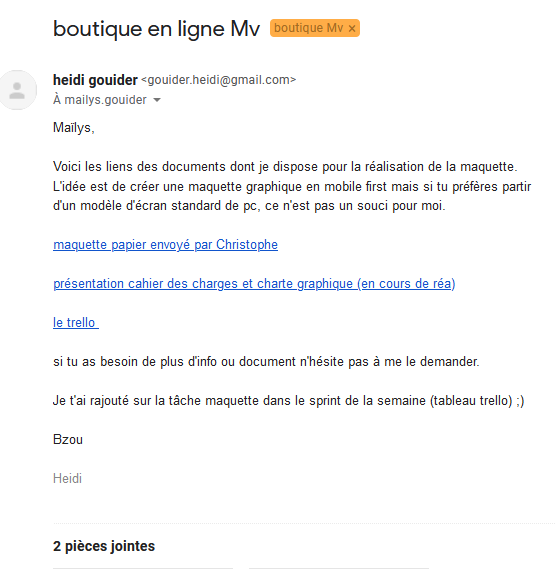 boutique en ligne Mv boutique Mv ×
heidi gouider <gouider.heidi@gmail.com>
À mailys.gouider
Maïlys,
Voici les liens des documents dont je dispose pour la réalisation de la maquette.
L'idée est de créer une maquette graphique en mobile first mais si tu préfères partir
d'un modèle d'écran standard de pc, ce n'est pas un souci pour moi.
maquette papier envoyé par Christophe
présentation cahier des charges et charte graphique (en cours de réa)
le trello
si tu as besoin de plus d'info ou document n'hésite pas à me le demander.
Je t'ai rajouté sur la tâche maquette dans le sprint de la semaine (tableau trello) ;)
Bzou
Heidi
2 pièces jointes